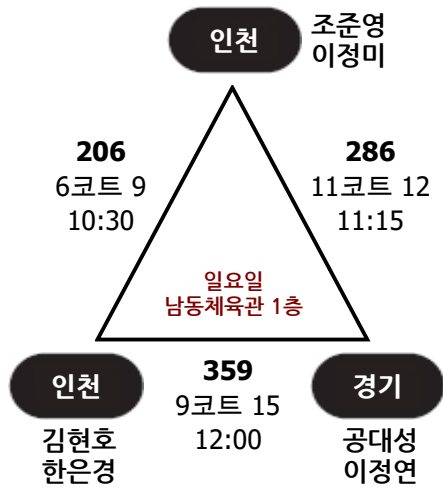 인천
조준영
이정미
206
6코트 9
10:30
286
11코트 12
11:15
일요일
남동체육관 1층
인천
김현호
한은경
359
9코트 15
12:00
경기
공대성
이정연